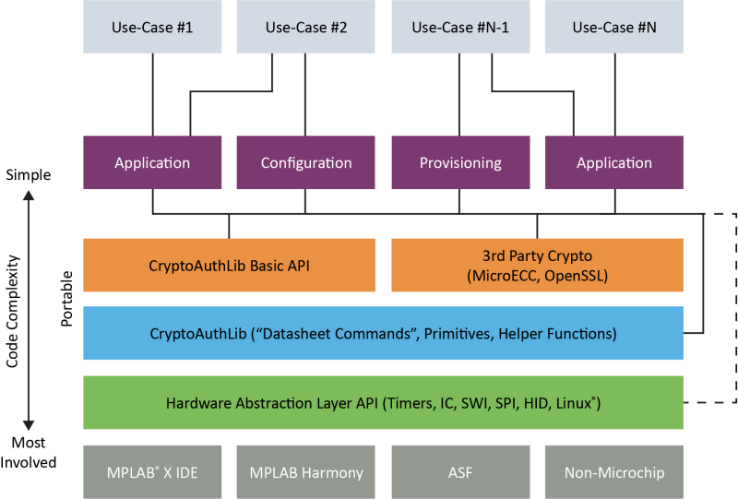 Use-Case #1
Use-Case #2
Use-Case #N-1
Use-Case #N
Application
Configuration
Provisioning
Application
Simple
Code Complexity
Portable
CryptoAuthLib Basic API
3rd Party Crypto
(MicroECC, OpenSSL)
CryptoAuthLib (“Datasheet Commands”, Primitives, Helper Functions)
Hardware Abstraction Layer API (Timers, IC, SWI, SPI, HID, Linux®)
Most
Involved
MPLAB® X IDE
MPLAB Harmony
ASF
Non-Microchip